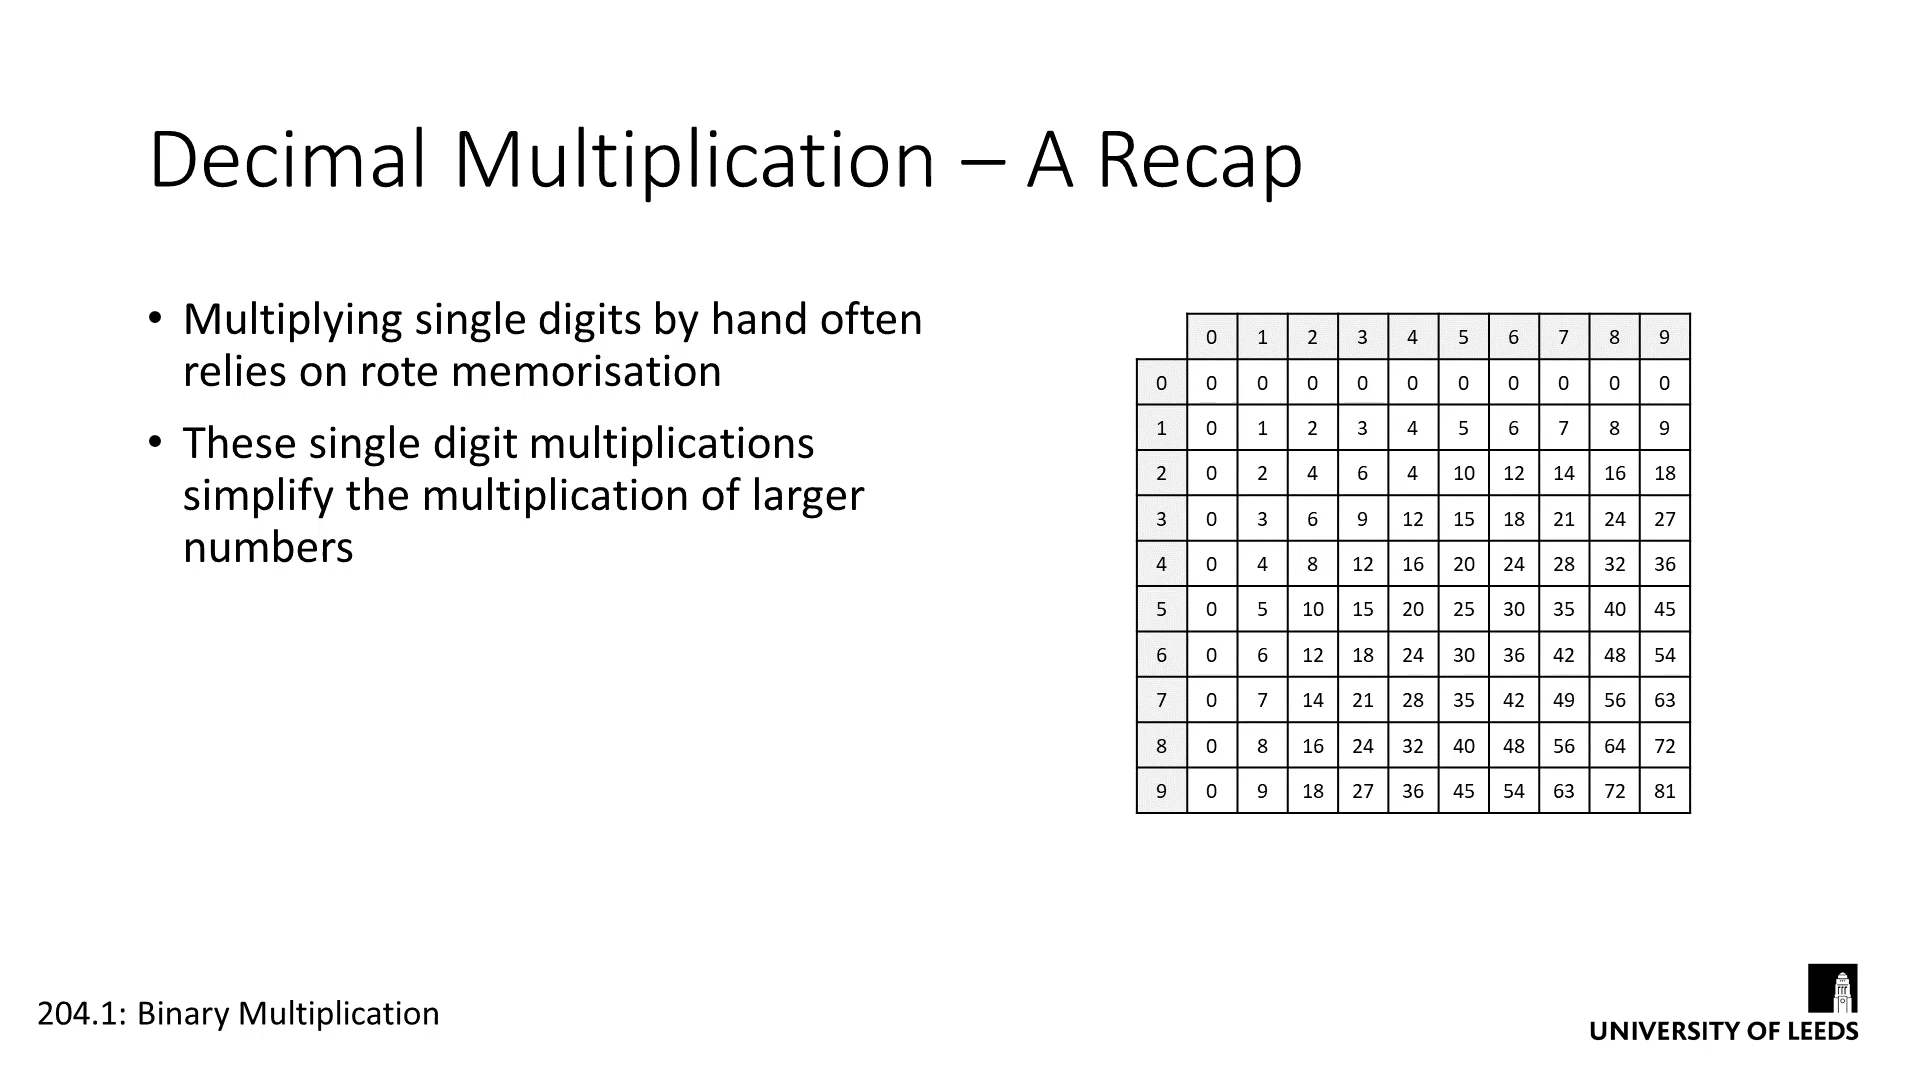 Decimal Multiplication – A Recap
• Multiplying single digits by hand often
relies on rote memorisation
• These single digit multiplications
simplify the multiplication of larger
numbers
0 1 2 3 4 5 6 7 8 9
0 0 0 0 0 0 0 0 0 0 0
1 0 1 2 3 4 5 6 7 8 9
2 0 2 4 6 4 10 12 14 16 18
3 0 3 6 9 12 15 18 21 24 27
4 0 4 8 12 16 20 24 28 32 36
5 0 5 10 15 20 25 30 35 40 45
6 0 6 12 18 24 30 36 42 48 54
7 0 7 14 21 28 35 42 49 56 63
8 0 8 16 24 32 40 48 56 64 72
9 0 9 18 27 36 45 54 63 72 81
204.1: Binary Multiplication
UNIVERSITY OF LEEDS